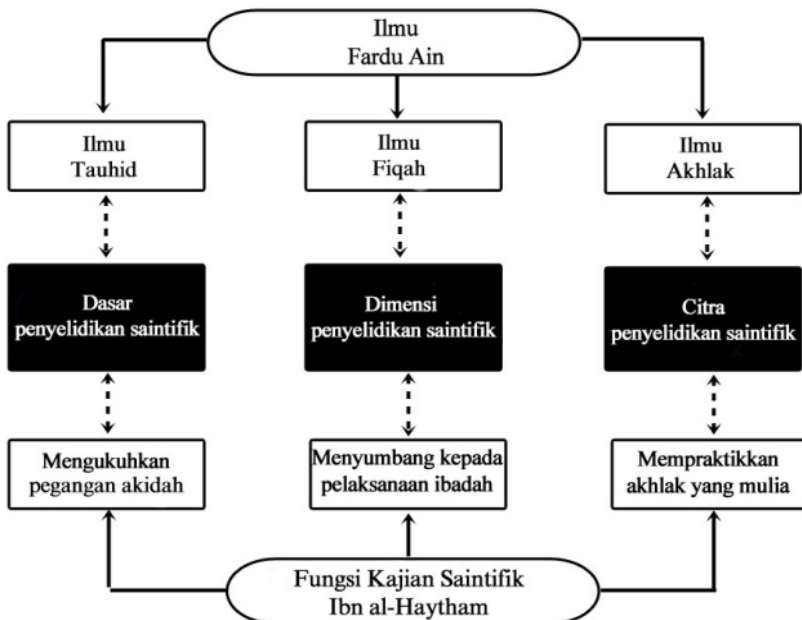 Ilmu
Fardu Ain
Ilmu
Tauhid
Ilmu
Fiqah
Ilmu
Akhlak
Dasar
penyelidikan saintifik
Dimensi
penyelidikan saintifik
Citra
penyelidikan saintifik
Mengukuhkan
pegangan akidah
Menyumbang kepada
pelaksanaan ibadah
Mempraktikkan
akhlak yang mulia
Fungsi Kajian Saintifik
Ibn al-Haytham